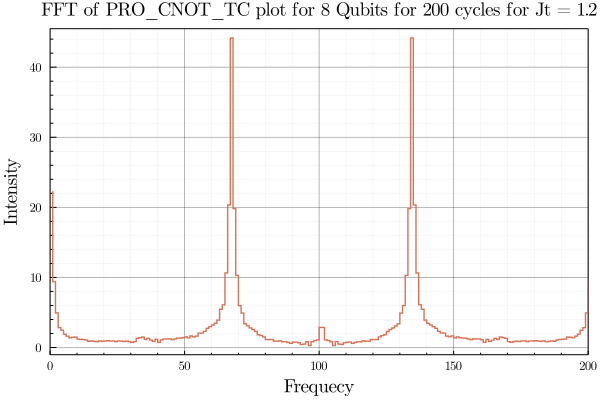 FFT of PRO_CNOT_TC plot for 8 Qubits for 200 cycles for Jt = 1.2
Intensity
40
30
20
10
0
0 50 100 150 200
Frequecy